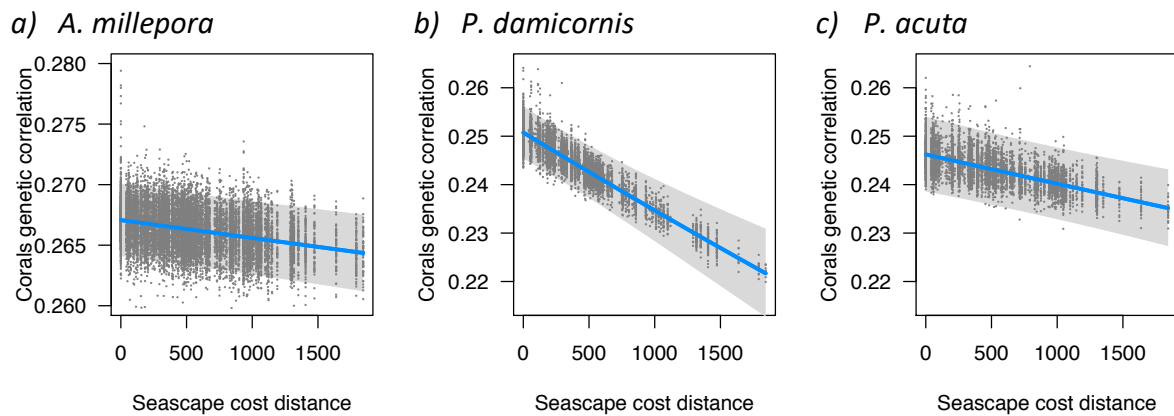 a) A. millepora
Corals genetic correlation
0.280
0.275
0.270
0.265
0.260
0 500 1000 1500
Seascape cost distance
b) P. damicornis
Corals genetic correlation
0.26
0.25
0.24
0.23
0.22
0 500 1000 1500
Seascape cost distance
c) P. acuta
Corals genetic correlation
0.26
0.25
0.24
0.23
0.22
0 500 1000 1500
Seascape cost distance